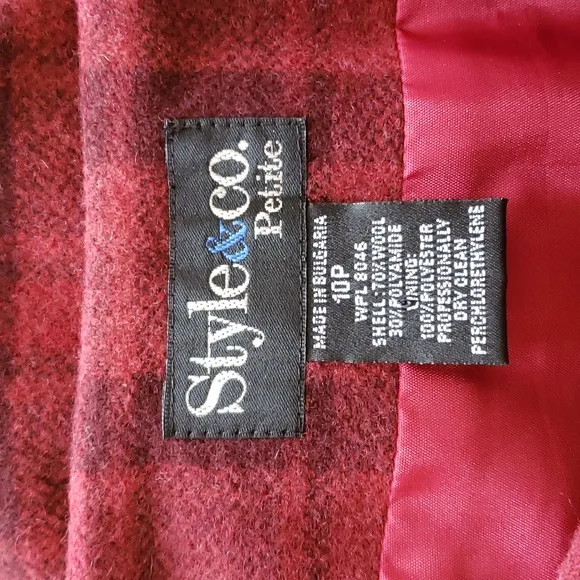 Style&co.
Petite
MADE IN BULGARIA
10P
WPL 8046
SHELL:70%WOOL
30%POLYAMIDE
LINING:
100%POLYESTER
PROFESSIONALLY
DRY CLEAN
PERCHLORETHYLENE